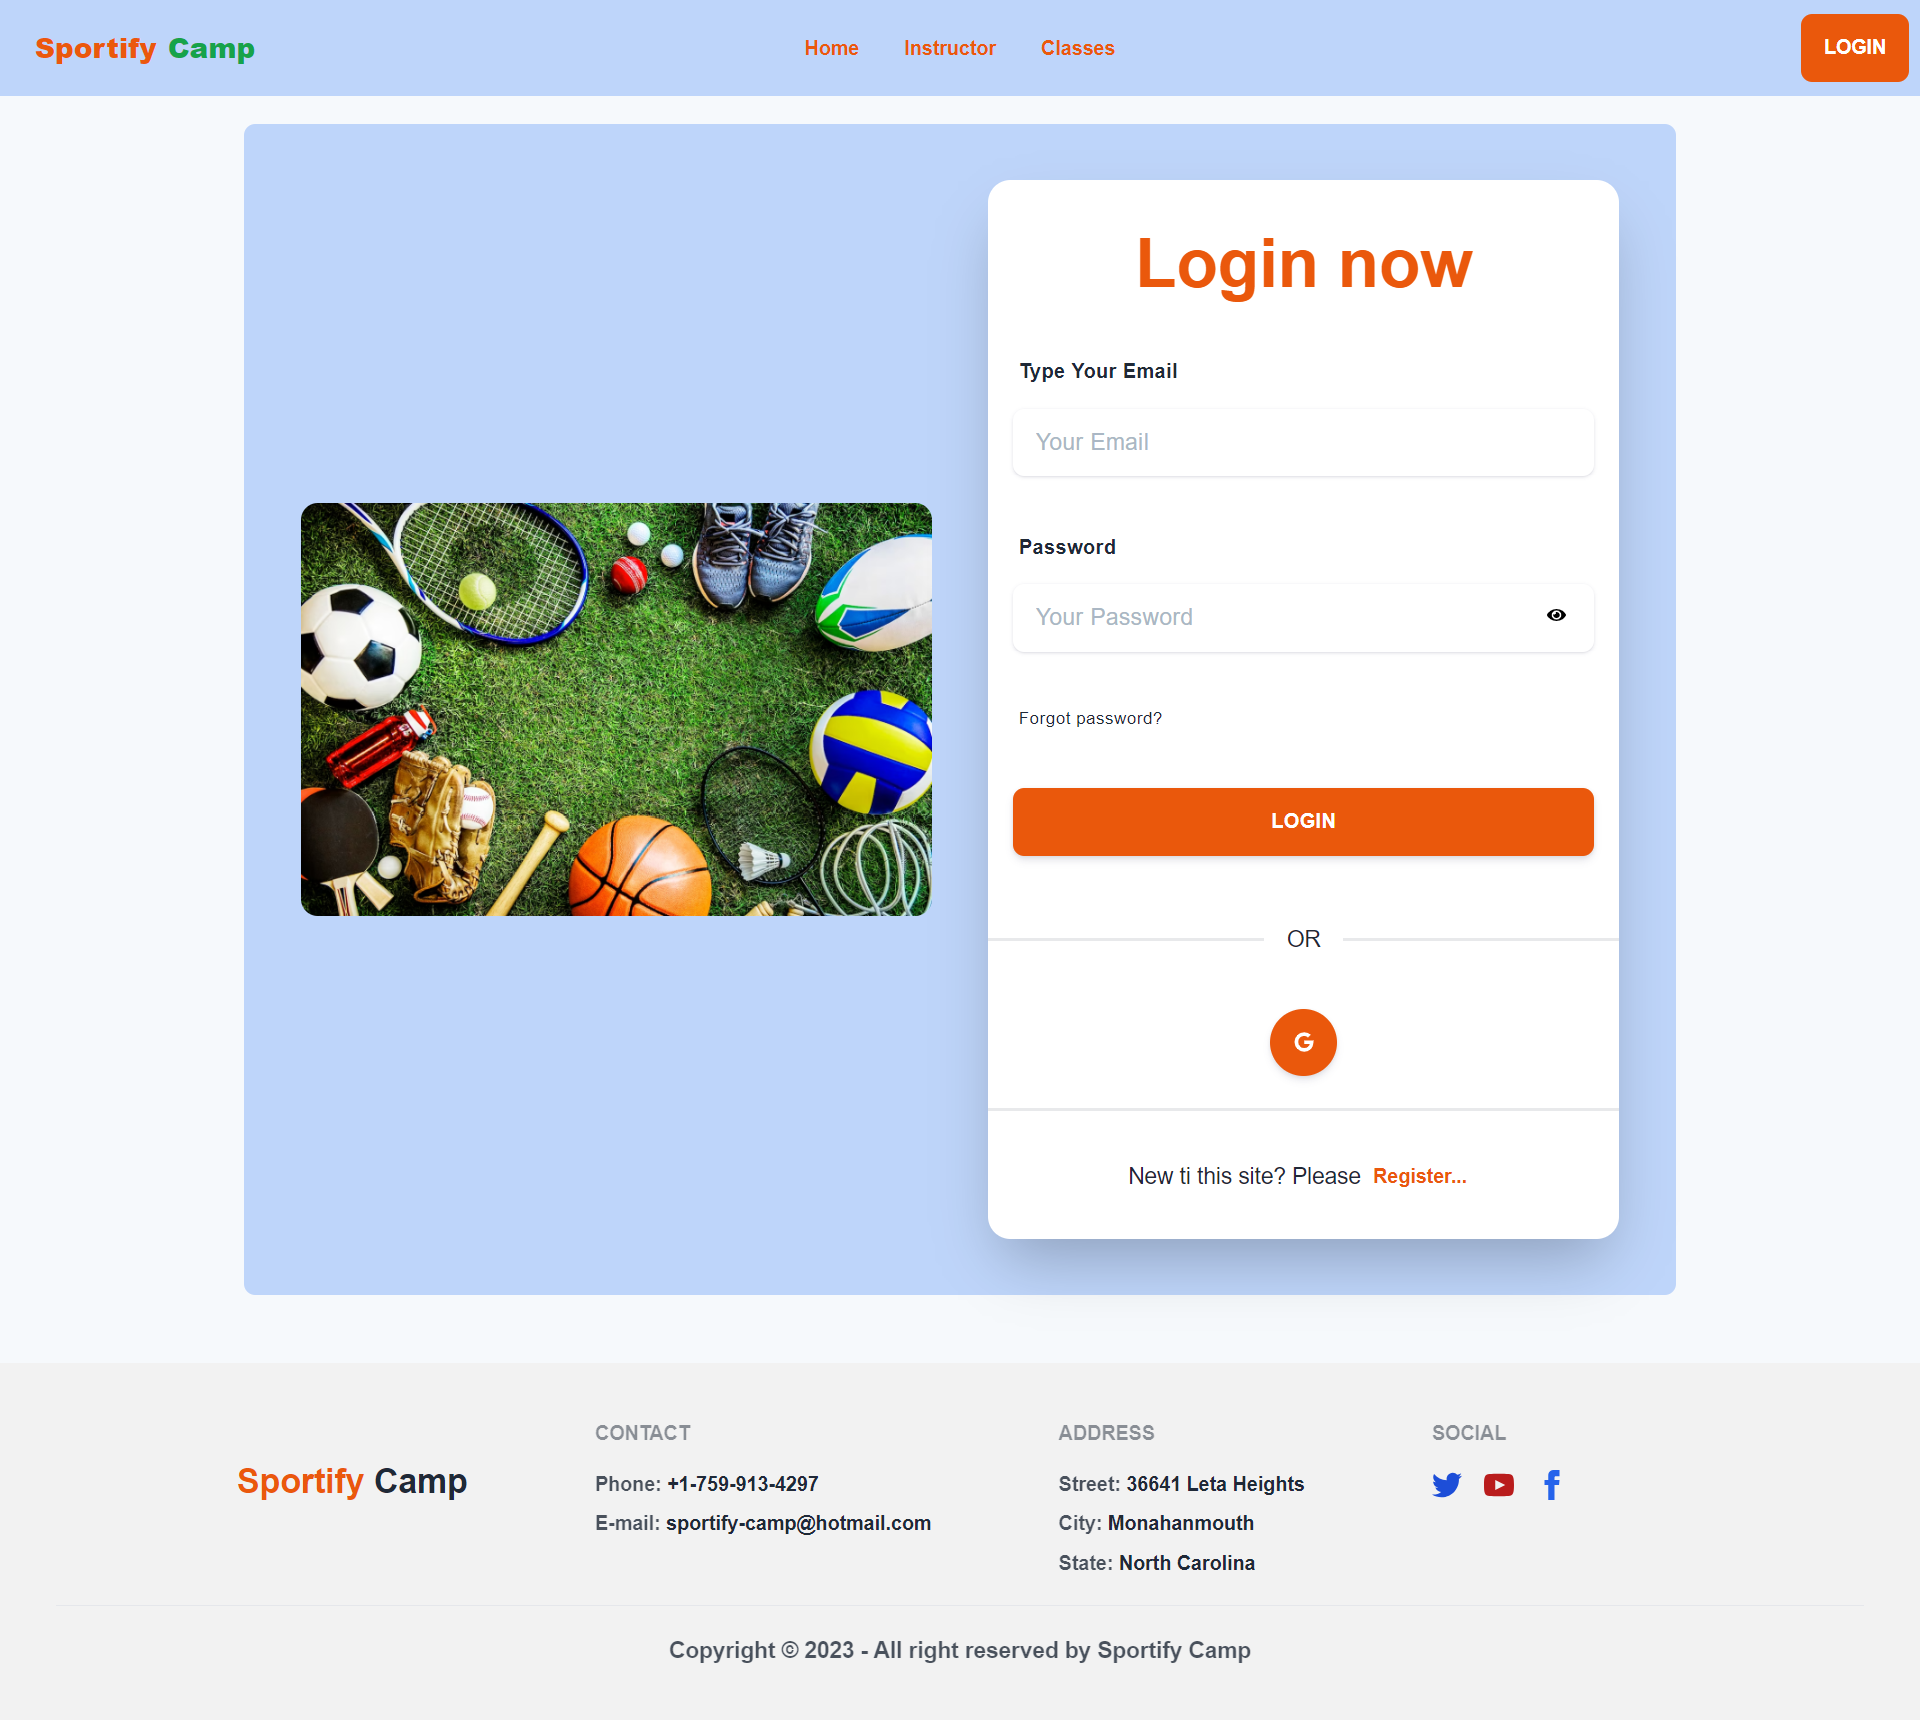 Sportify Camp
Home Instructor Classes
LOGIN
Login now
Type Your Email
Your Email
Password
Your Password
Forgot password?
LOGIN
OR
G
New ti this site? Please Register...
Sportify Camp
CONTACT
Phone: +1-759-913-4297
E-mail: sportify-camp@hotmail.com
ADDRESS
Street: 36641 Leta Heights
City: Monahanmouth
State: North Carolina
SOCIAL
Copyright © 2023 - All right reserved by Sportify Camp